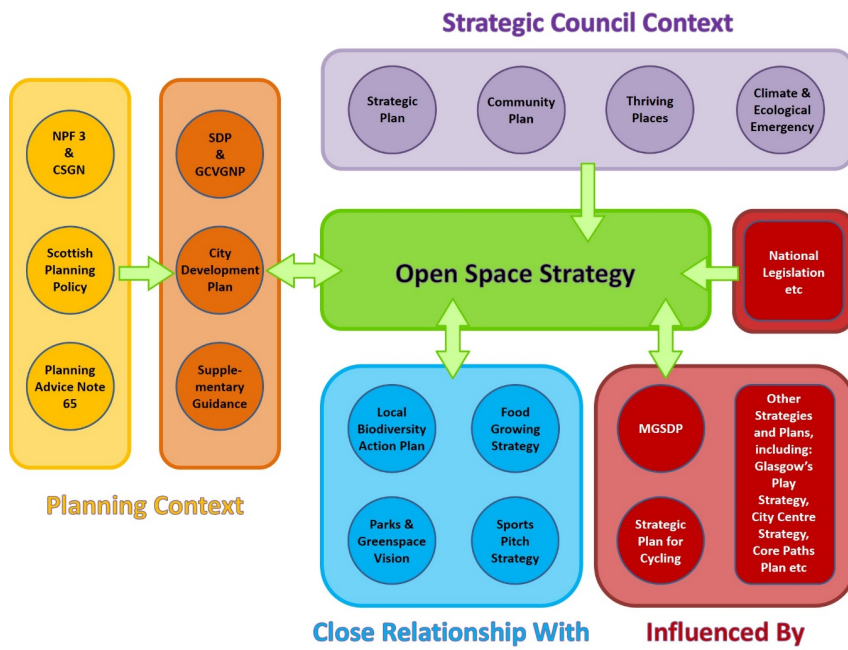 Strategic Council Context
Strategic
Plan
Community
Plan
Thriving
Places
Climate &
Ecological
Emergency
NPF 3
&
CSGN
Scottish
Planning
Policy
Planning
Advice Note
65
SDP
&
GCVGNP
City
Development
Plan
Supple-
mentary
Guidance
Planning Context
Open Space Strategy
National
Legislation
etc
Local
Biodiversity
Action Plan
Food
Growing
Strategy
Parks &
Greenspace
Vision
Sports
Pitch
Strategy
Close Relationship With
MGSDP
Strategic
Plan for
Cycling
Other
Strategies
and Plans,
including:
Glasgow's
Play
Strategy,
City Centre
Strategy,
Core Paths
Plan etc
Influenced By